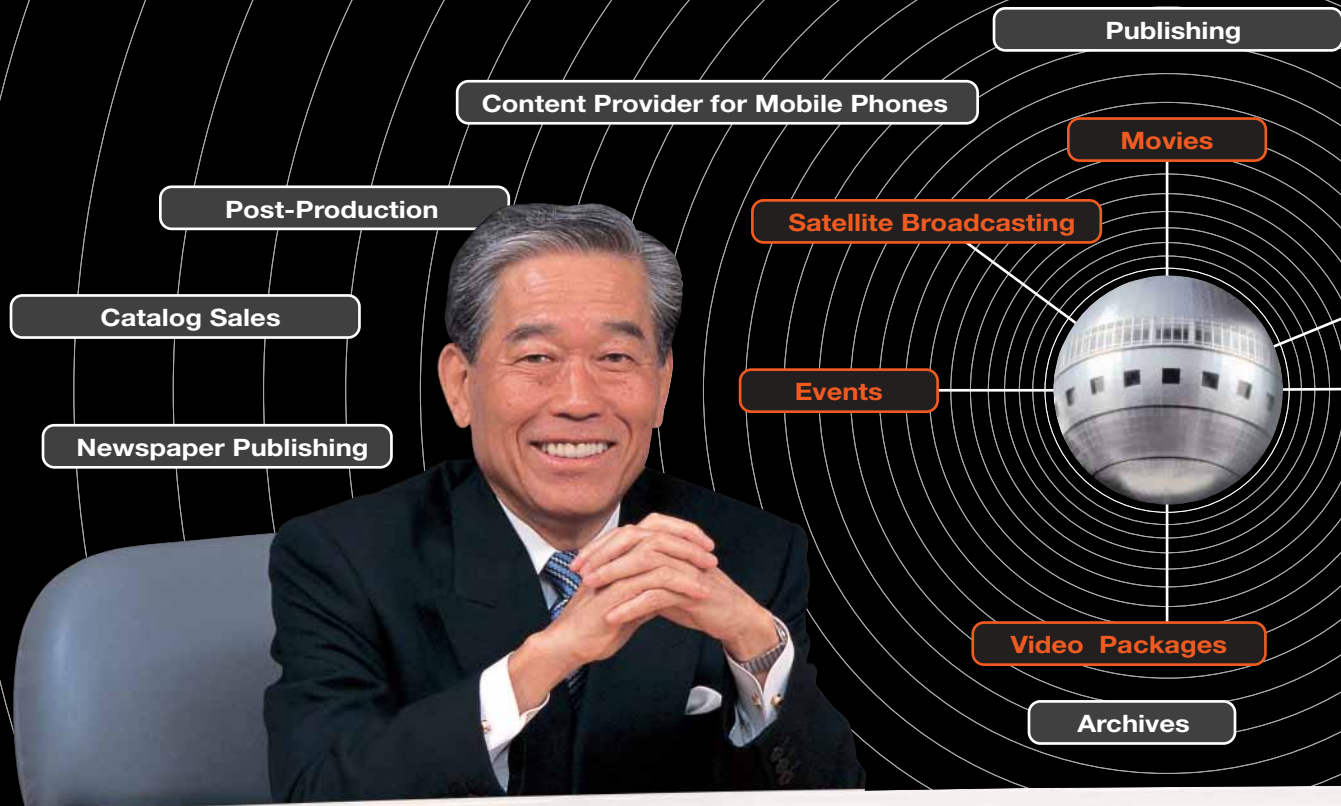 Publishing
Content Provider for Mobile Phones
Movies
Post-Production
Satellite Broadcasting
Catalog Sales
Events
Newspaper Publishing
Video Packages
Archives